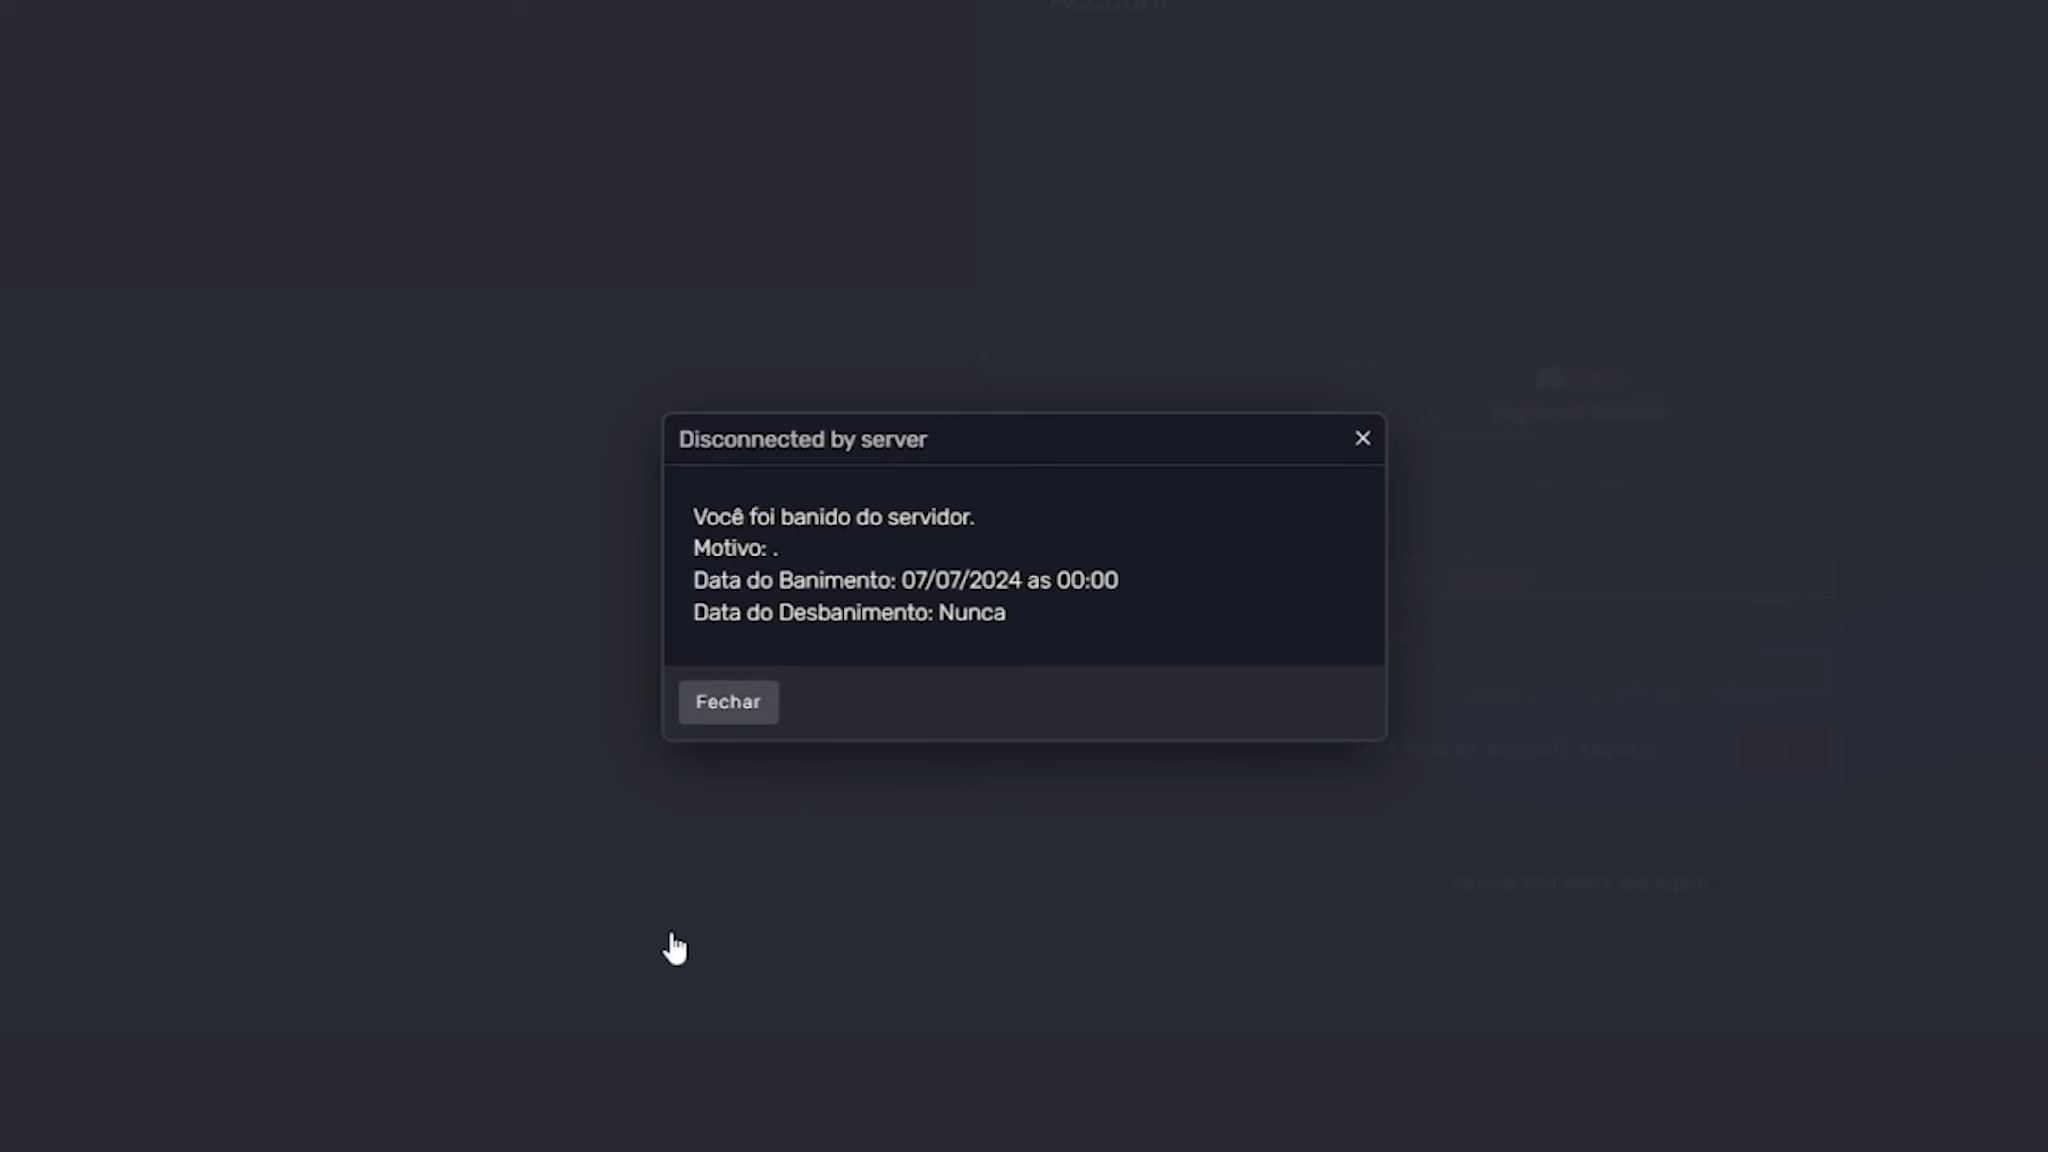 Account
Disconnected by server
Você foi banido do servidor.
Motivo: .
Data do Banimento: 07/07/2024 as 00:00
Data do Desbanimento: Nunca
Fechar